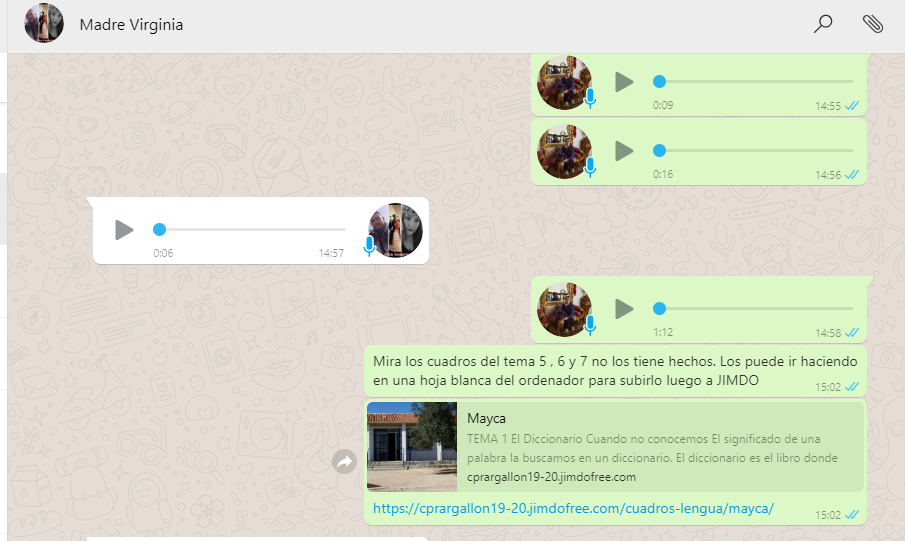 Madre Virginia
0:09 14:55
0:16 14:56
0:06 14:57
1:12 14:58
Mira los cuadros del tema 5 , 6 y 7 no los tiene hechos. Los puede ir haciendo
en una hoja blanca del ordenador para subirlo luego a JIMDO 15:02
Mayca
TEMA 1 El Diccionario Cuando no conocemos El significado de una
palabra la buscamos en un diccionario. El diccionario es el libro donde
cprargallon19-20.jimdofree.com
https://cprargallon19-20.jimdofree.com/cuadros-lengua/mayca/ 15:02